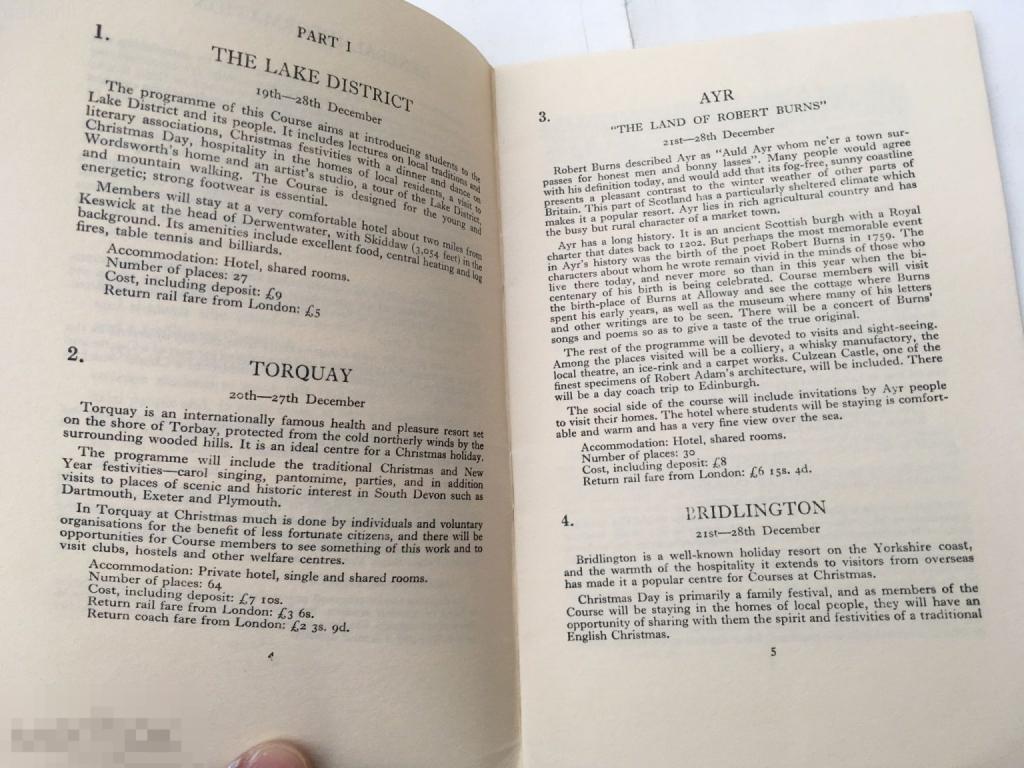 PART I
1.
THE LAKE DISTRICT
19th—28th December
The programme of this Course aims at introducing students to the
Lake District and its people. It includes lectures on local traditions and
literary associations, Christmas festivities with a dinner and dance on
Christmas Day, hospitality in the homes of local residents, a visit to
Wordsworth's home and an artist's studio, a tour of the Lake District,
and mountain walking. The Course is designed for the young and
energetic; strong footwear is essential.
Members will stay at a very comfortable hotel about two miles from
Keswick at the head of Derwentwater, with Skiddaw (3,054 feet) in the
background. Its amenities include excellent food, central heating and log
fires, table tennis and billiards.
Accommodation: Hotel, shared rooms.
Number of places: 27
Cost, including deposit: £9
Return rail fare from London: £5
2.
TORQUAY
20th—27th December
Torquay is an internationally famous health and pleasure resort set
on the shore of Torbay, protected from the cold northerly winds by the
surrounding wooded hills. It is an ideal centre for a Christmas holiday.
The programme will include the traditional Christmas and New
Year festivities—carol singing, pantomime, parties, and in addition
visits to places of scenic and historic interest in South Devon such as
Dartmouth, Exeter and Plymouth.
In Torquay at Christmas much is done by individuals and voluntary
organisations for the benefit of less fortunate citizens, and there will be
opportunities for Course members to see something of this work and to
visit clubs, hostels and other welfare centres.
Accommodation: Private hotel, single and shared rooms.
Number of places: 64
Cost, including deposit: £7 10s.
Return rail fare from London: £3 6s.
Return coach fare from London: £2 3s. 9d.
4
AYR
3.
"THE LAND OF ROBERT BURNS"
21st—28th December
Robert Burns described Ayr as "Auld Ayr whom ne'er a town sur-
passes for honest men and bonny lasses". Many people would agree
with his definition today, and would add that its fog-free, sunny coastline
presents a pleasant contrast to the winter weather of other parts of
Britain. This part of Scotland has a particularly sheltered climate which
makes it a popular resort. Ayr lies in rich agricultural country and has
the busy but rural character of a market town.
Ayr has a long history. It is an ancient Scottish burgh with a Royal
charter that dates back to 1202. But perhaps the most memorable event
in Ayr's history was the birth of the poet Robert Burns in 1759. The
characters about whom he wrote remain vivid in the minds of those who
live there today, and never more so than in this year when the bi-
centenary of his birth is being celebrated. Course members will visit
the birth-place of Burns at Alloway and see the cottage where Burns
spent his early years, as well as the museum where many of his letters
and other writings are to be seen. There will be a concert of Burns'
songs and poems so as to give a taste of the true original.
The rest of the programme will be devoted to visits and sight-seeing.
Among the places visited will be a colliery, a whisky manufactory, the
local theatre, an ice-rink and a carpet works. Culzean Castle, one of the
finest specimens of Robert Adam's architecture, will be included. There
will be a day coach trip to Edinburgh.
The social side of the course will include invitations by Ayr people
to visit their homes. The hotel where students will be staying is comfort-
able and warm and has a very fine view over the sea.
Accommodation: Hotel, shared rooms.
Number of places: 30
Cost, including deposit: £8
Return rail fare from London: £6 15s. 4d.
4.
BRIDLINGTON
21st—28th December
Bridlington is a well-known holiday resort on the Yorkshire coast,
and the warmth of the hospitality it extends to visitors from overseas
has made it a popular centre for Courses at Christmas.
Christmas Day is primarily a family festival, and as members of the
Course will be staying in the homes of local people, they will have an
opportunity of sharing with them the spirit and festivities of a traditional
English Christmas.
5